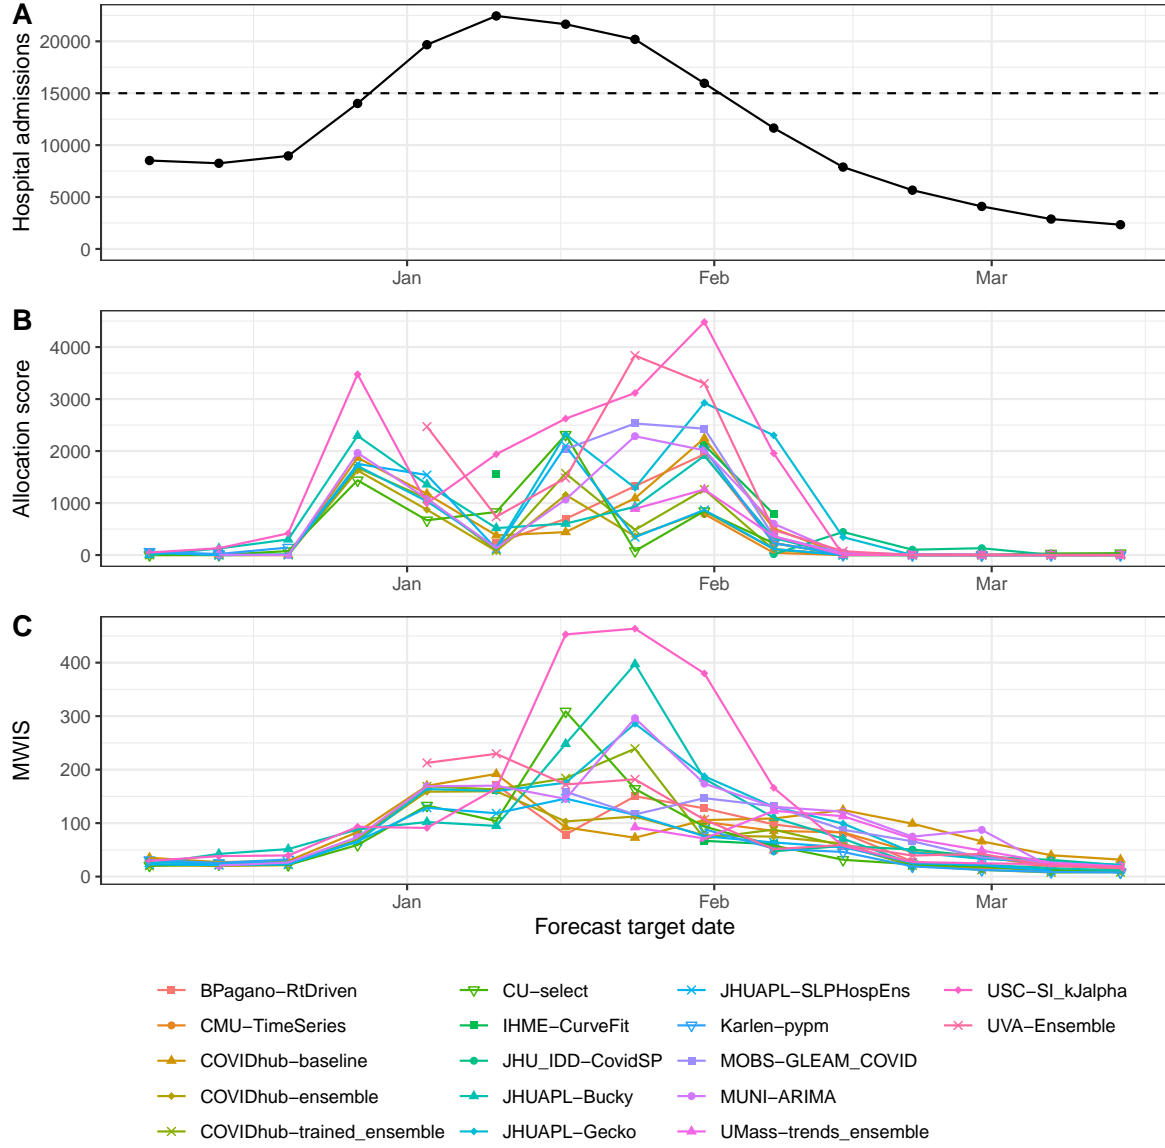 A
Hospital admissions
20000
15000
10000
5000
0
Jan
Feb
Mar
B
Allocation score
4000
3000
2000
1000
0
Jan
Feb
Mar
C
MWIS
400
300
200
100
0
Jan
Feb
Mar
Forecast target date
BPagano−RtDriven
CMU−TimeSeries
COVIDhub−baseline
COVIDhub−ensemble
COVIDhub−trained_ensemble
CU−select
IHME−CurveFit
JHU_IDD−CovidSP
JHUAPL−Bucky
JHUAPL−Gecko
JHUAPL−SLPHospEns
Karlen−pypm
MOBS−GLEAM_COVID
MUNI−ARIMA
UMass−trends_ensemble
USC−SI_kJalpha
UVA−Ensemble